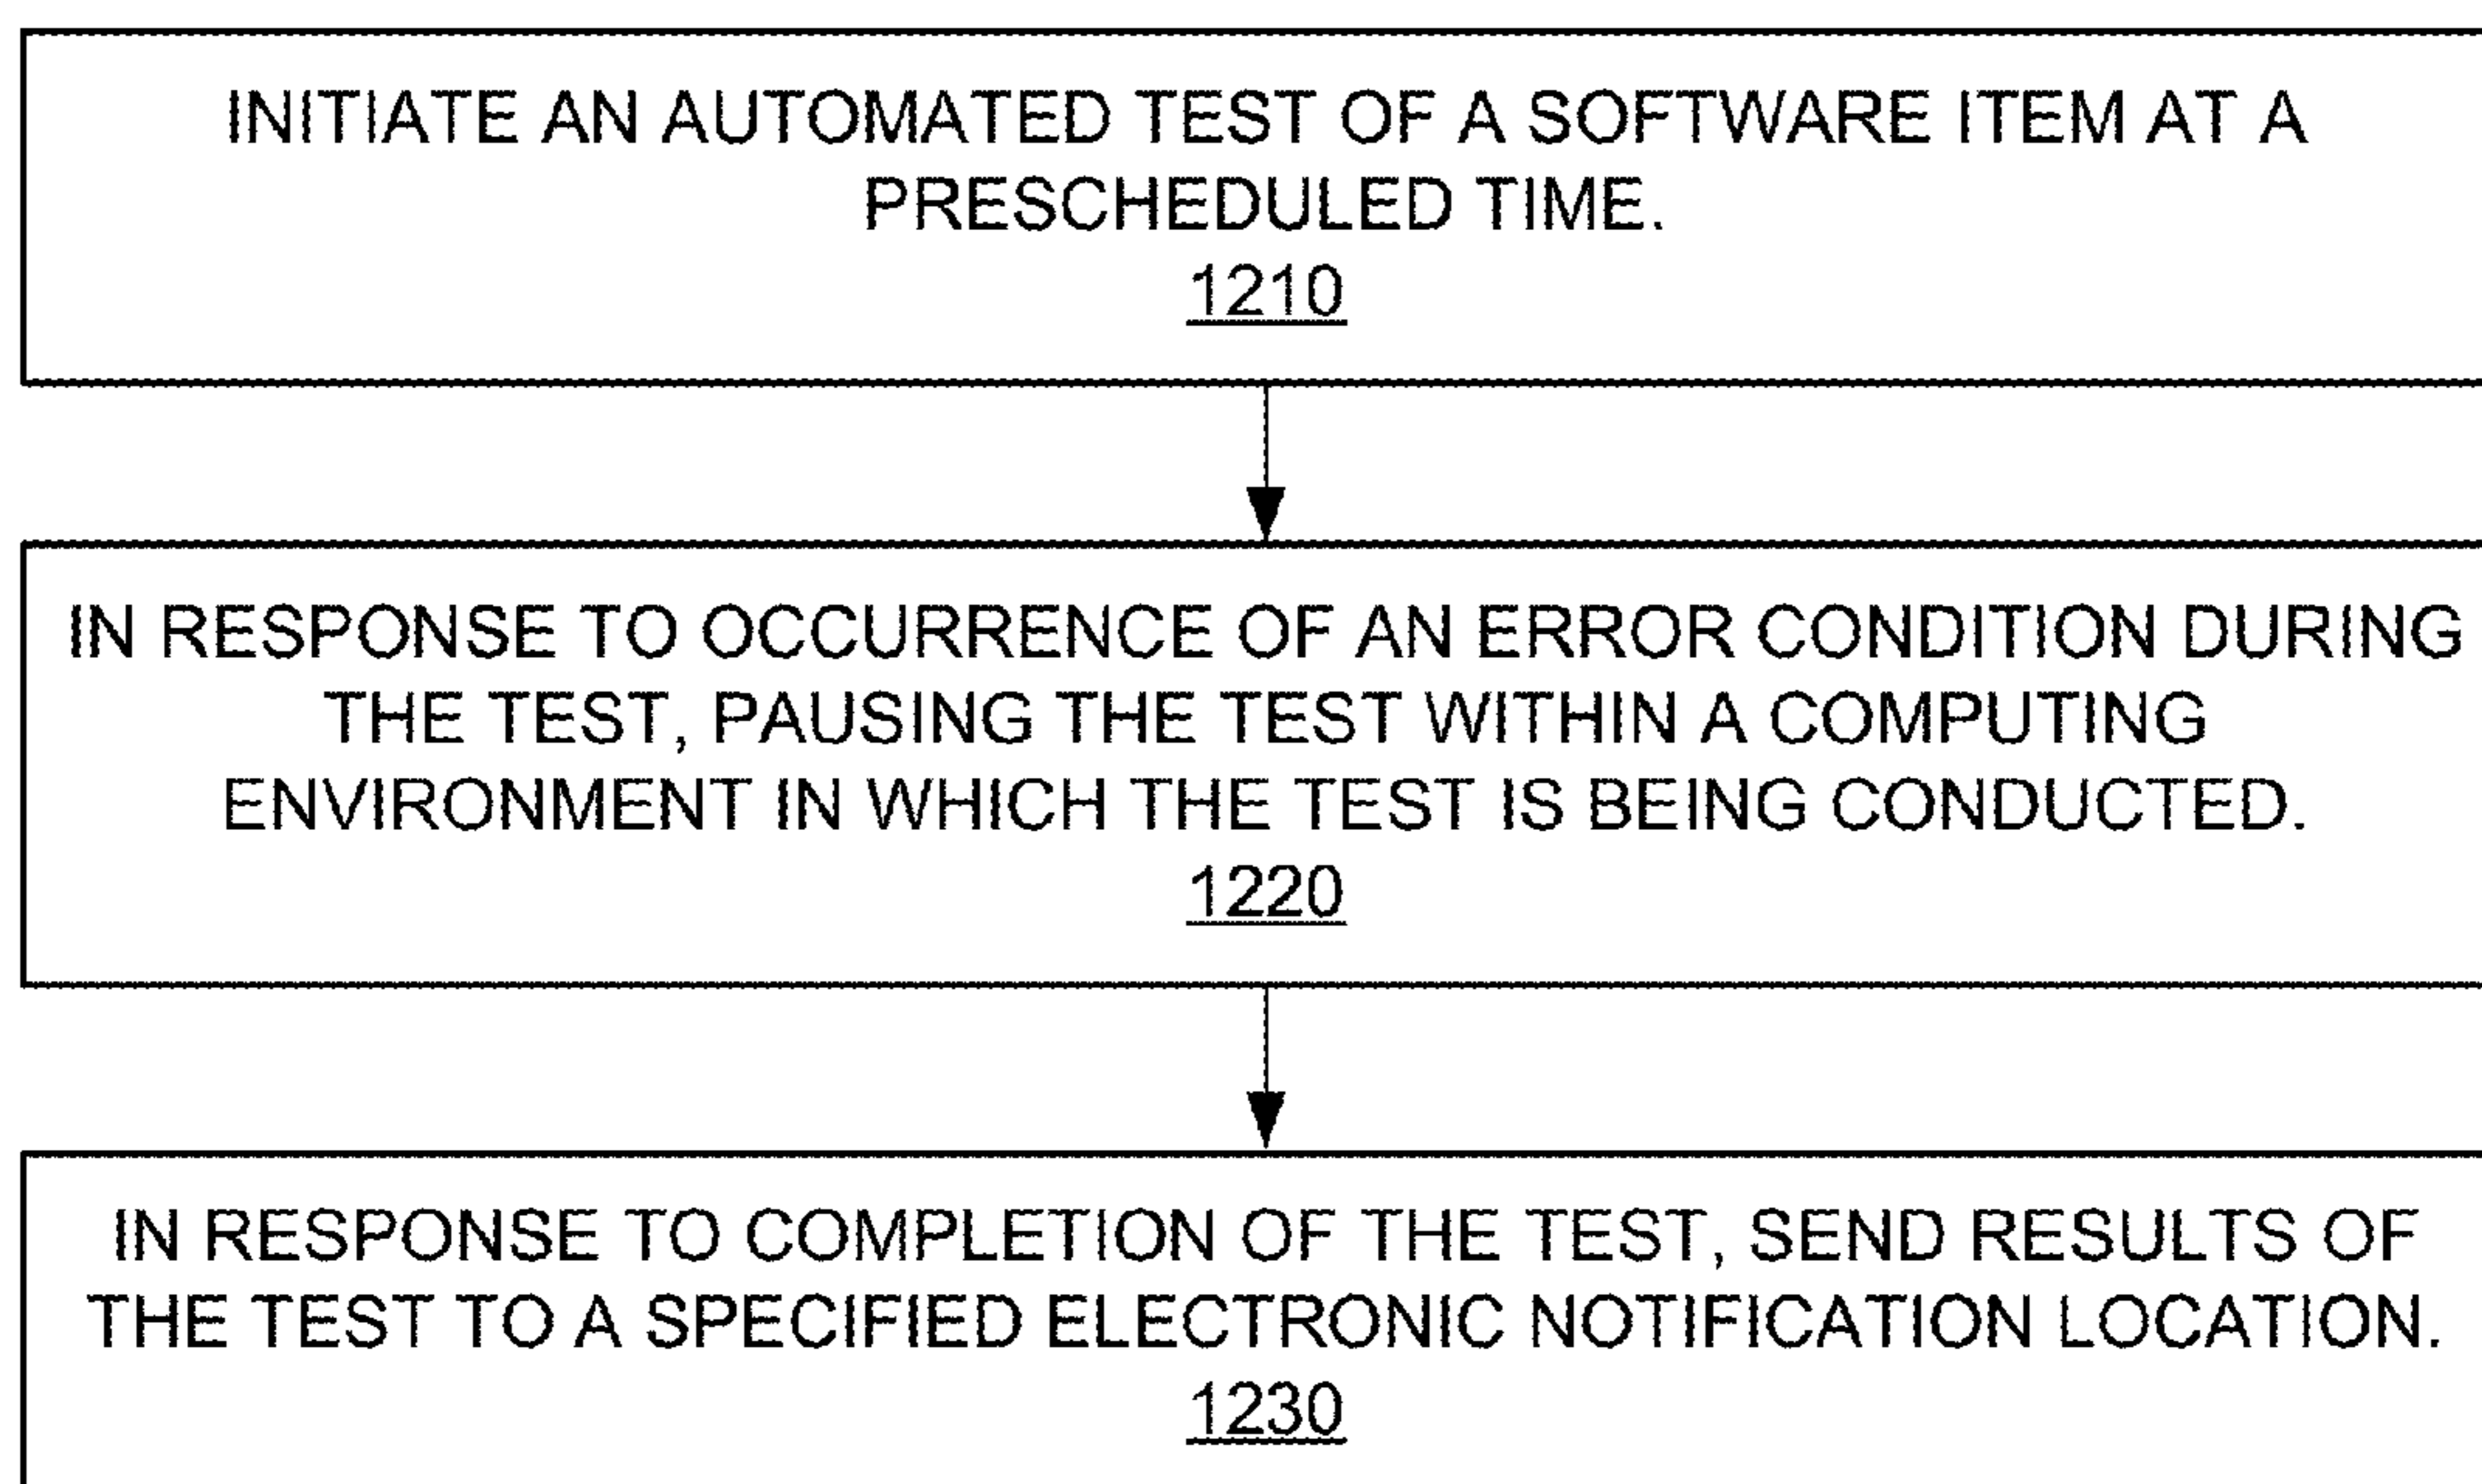 INITIATE AN AUTOMATED TEST OF A SOFTWARE ITEM AT A
PRESCHEDULED TIME.
1210
IN RESPONSE TO OCCURRENCE OF AN ERROR CONDITION DURING
THE TEST, PAUSING THE TEST WITHIN A COMPUTING
ENVIRONMENT IN WHICH THE TEST IS BEING CONDUCTED.
1220
IN RESPONSE TO COMPLETION OF THE TEST, SEND RESULTS OF
THE TEST TO A SPECIFIED ELECTRONIC NOTIFICATION LOCATION.
1230